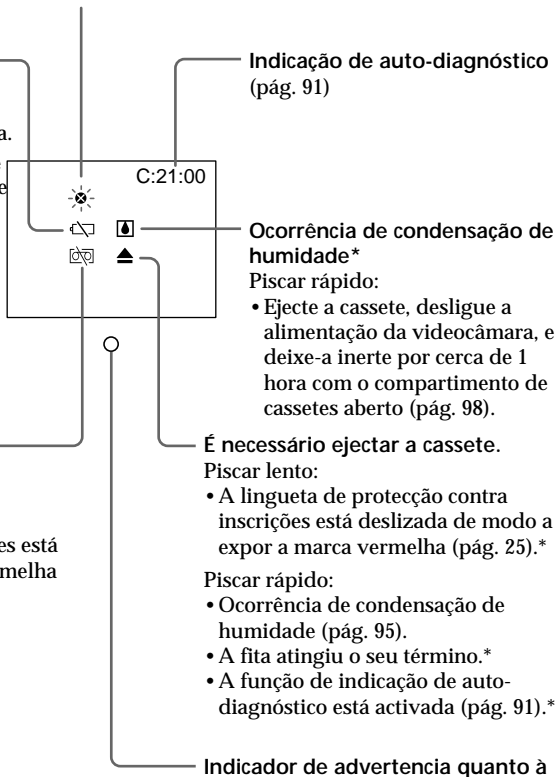 Indicação de auto-diagnóstico
(pág. 91)
a.
e
C:21:00
Ocorrência de condensação de
humidade*
Piscar rápido:
• Ejecte a cassete, desligue a
alimentação da videocâmara, e
deixe-a inerte por cerca de 1
hora com o compartimento de
cassetes aberto (pág. 98).
É necessário ejectar a cassete.
Piscar lento:
• A lingueta de protecção contra
inscrições está deslizada de modo a
expor a marca vermelha (pág. 25).*
es está
melha
Piscar rápido:
• Ocorrência de condensação de
humidade (pág. 95).
• A fita atingiu o seu término.*
• A função de indicação de auto-
diagnóstico está activada (pág. 91).*
Indicador de advertencia quanto à